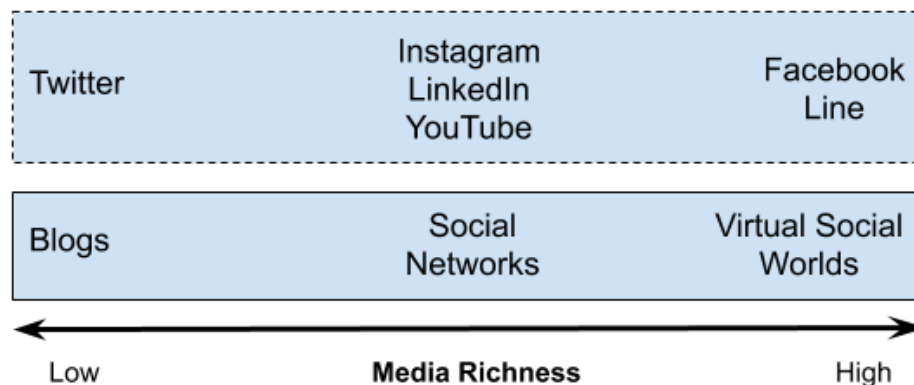 Twitter
Instagram
LinkedIn
YouTube
Facebook
Line
Blogs
Social
Networks
Virtual Social
Worlds
Low
Media Richness
High